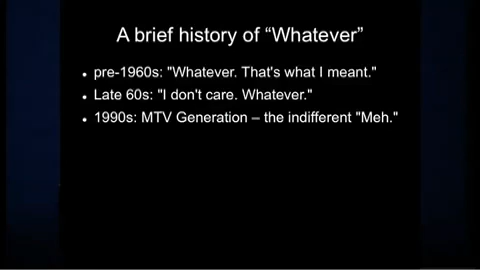 A brief history of “Whatever”
• pre-1960s: "Whatever. That's what I meant."
• Late 60s: "I don't care. Whatever."
• 1990s: MTV Generation – the indifferent "Meh."